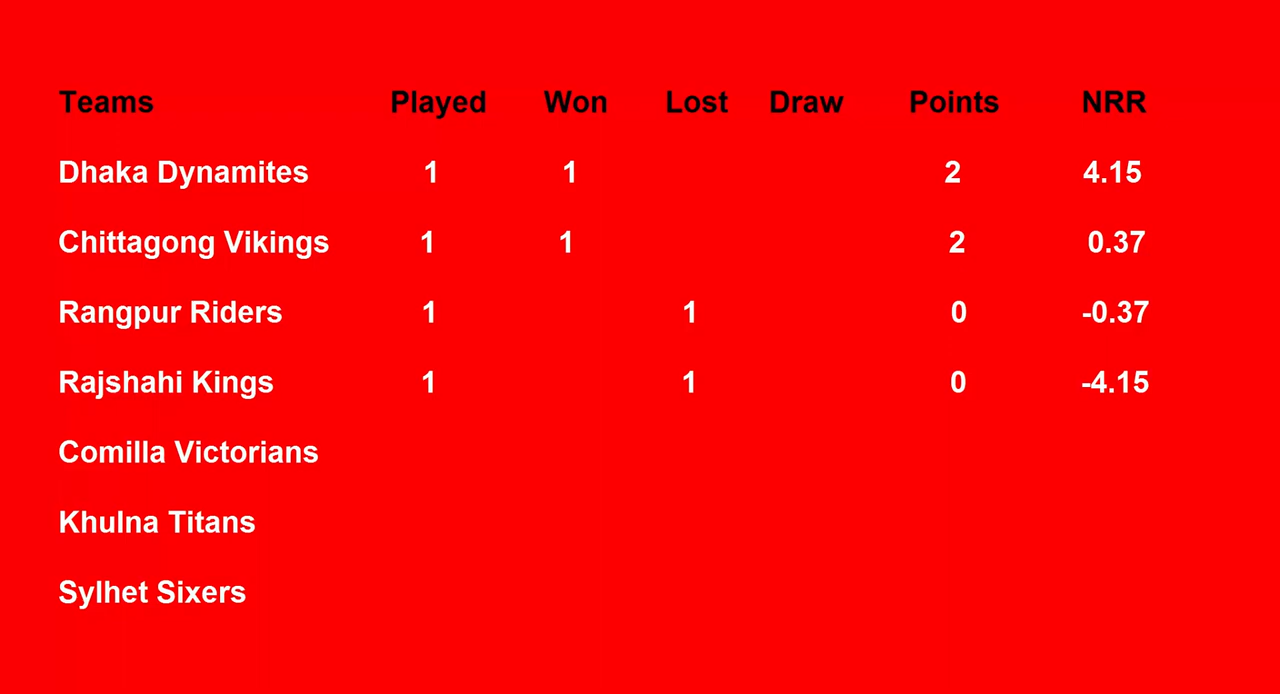 Teams Played Won Lost Draw Points NRR
Dhaka Dynamites 1 1 2 4.15
Chittagong Vikings 1 1 2 0.37
Rangpur Riders 1 1 0 -0.37
Rajshahi Kings 1 1 0 -4.15
Comilla Victorians
Khulna Titans
Sylhet Sixers